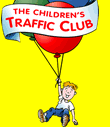 THE CHILDREN'S
TRAFFIC CLUB